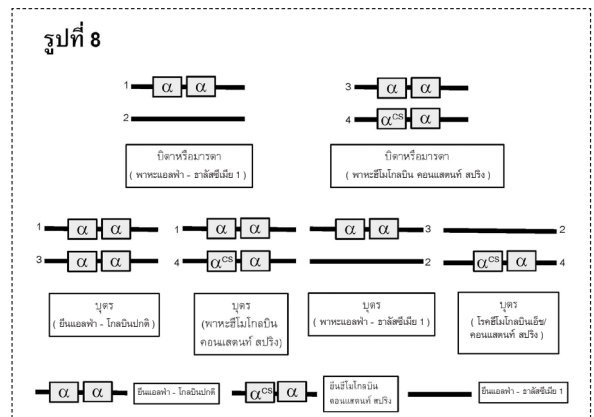 รูปที่ 8
1 α α
2
3 α α
4 αCS α
บิดาหรือมารดา
( พาหะแอลฟ่า - ธาลัสซีเมีย 1 )
บิดาหรือมารดา
( พาหะฮีโมโกลบิน คอนแสตนท์ สปริง )
1 α α
3 α α
1 α α
4 αCS α
α α 3
2
2
αCS α 4
บุตร
( ยีนแอลฟ่า - โกลบินปกติ )
บุตร
(พาหะฮีโมโกลบิน
คอนแสตนท์ สปริง)
บุตร
( พาหะแอลฟ่า - ธาลัสซีเมีย 1 )
บุตร
( โรคฮีโมโกลบินเอ็ช/
คอนแสตนท์ สปริง )
α α ยีนแอลฟ่า - โกลบินปกติ
αCS α ยีนฮีโมโกลบิน
คอนแสตนท์ สปริง
ยีนแอลฟ่า - ธาลัสซีเมีย 1